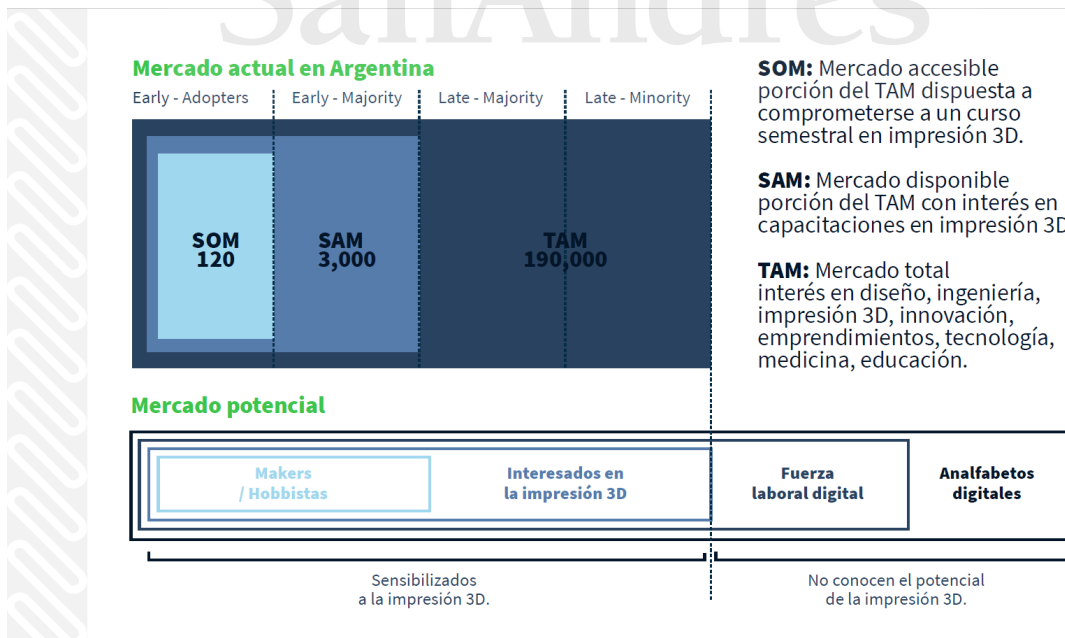 SanAndrés
Mercado actual en Argentina
Early - Adopters
Early - Majority
Late - Majority
Late - Minority
SOM
120
SAM
3,000
TAM
190,000
SOM: Mercado accesible
porción del TAM dispuesta a
comprometerse a un curso
semestral en impresión 3D.
SAM: Mercado disponible
porción del TAM con interés en
capacitaciones en impresión 3D
TAM: Mercado total
interés en diseño, ingeniería,
impresión 3D, innovación,
emprendimientos, tecnología,
medicina, educación.
Mercado potencial
Makers
/ Hobbistas
Interesados en
la impresión 3D
Fuerza
laboral digital
Analfabetos
digitales
Sensibilizados
a la impresión 3D.
No conocen el potencial
de la impresión 3D.